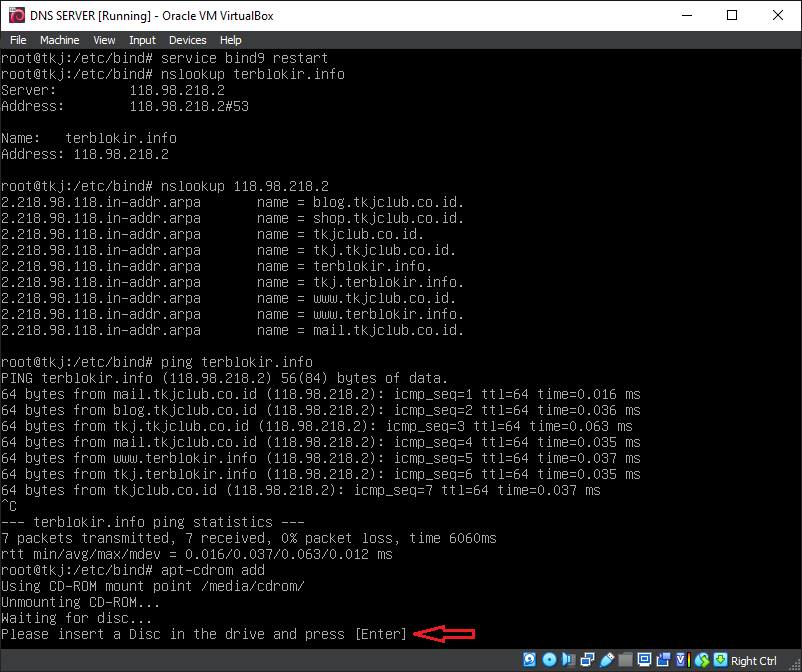 DNS SERVER [Running] - Oracle VM VirtualBox
File Machine View Input Devices Help
root@tkj:/etc/bind# service bind9 restart
root@tkj:/etc/bind# nslookup terblokir.info
Server:         118.98.218.2
Address:        118.98.218.2#53
Name:   terblokir.info
Address: 118.98.218.2
root@tkj:/etc/bind# nslookup 118.98.218.2
2.218.98.118.in-addr.arpa       name = blog.tkjclub.co.id.
2.218.98.118.in-addr.arpa       name = shop.tkjclub.co.id.
2.218.98.118.in-addr.arpa       name = tkjclub.co.id.
2.218.98.118.in-addr.arpa       name = tkj.tkjclub.co.id.
2.218.98.118.in-addr.arpa       name = terblokir.info.
2.218.98.118.in-addr.arpa       name = tkj.terblokir.info.
2.218.98.118.in-addr.arpa       name = www.tkjclub.co.id.
2.218.98.118.in-addr.arpa       name = www.terblokir.info.
2.218.98.118.in-addr.arpa       name = mail.tkjclub.co.id.
root@tkj:/etc/bind# ping terblokir.info
PING terblokir.info (118.98.218.2) 56(84) bytes of data.
64 bytes from mail.tkjclub.co.id (118.98.218.2): icmp_seq=1 ttl=64 time=0.016 ms
64 bytes from blog.tkjclub.co.id (118.98.218.2): icmp_seq=2 ttl=64 time=0.036 ms
64 bytes from tkj.tkjclub.co.id (118.98.218.2): icmp_seq=3 ttl=64 time=0.063 ms
64 bytes from mail.tkjclub.co.id (118.98.218.2): icmp_seq=4 ttl=64 time=0.035 ms
64 bytes from www.terblokir.info (118.98.218.2): icmp_seq=5 ttl=64 time=0.037 ms
64 bytes from tkj.terblokir.info (118.98.218.2): icmp_seq=6 ttl=64 time=0.035 ms
64 bytes from tkjclub.co.id (118.98.218.2): icmp_seq=7 ttl=64 time=0.037 ms
^C
--- terblokir.info ping statistics ---
7 packets transmitted, 7 received, 0% packet loss, time 6060ms
rtt min/avg/max/mdev = 0.016/0.037/0.063/0.012 ms
root@tkj:/etc/bind# apt-cdrom add
Using CD-ROM mount point /media/cdrom/
Unmounting CD-ROM...
Waiting for disc...
Please insert a Disc in the drive and press [Enter]
Right Ctrl